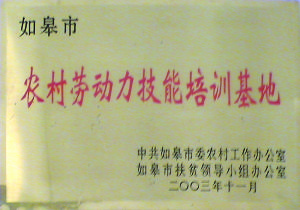 如皋市
农村劳动力技能培训基地
中共如皋市委农村工作办公室
如皋市扶贫领导小组办公室
二〇〇三年十一月